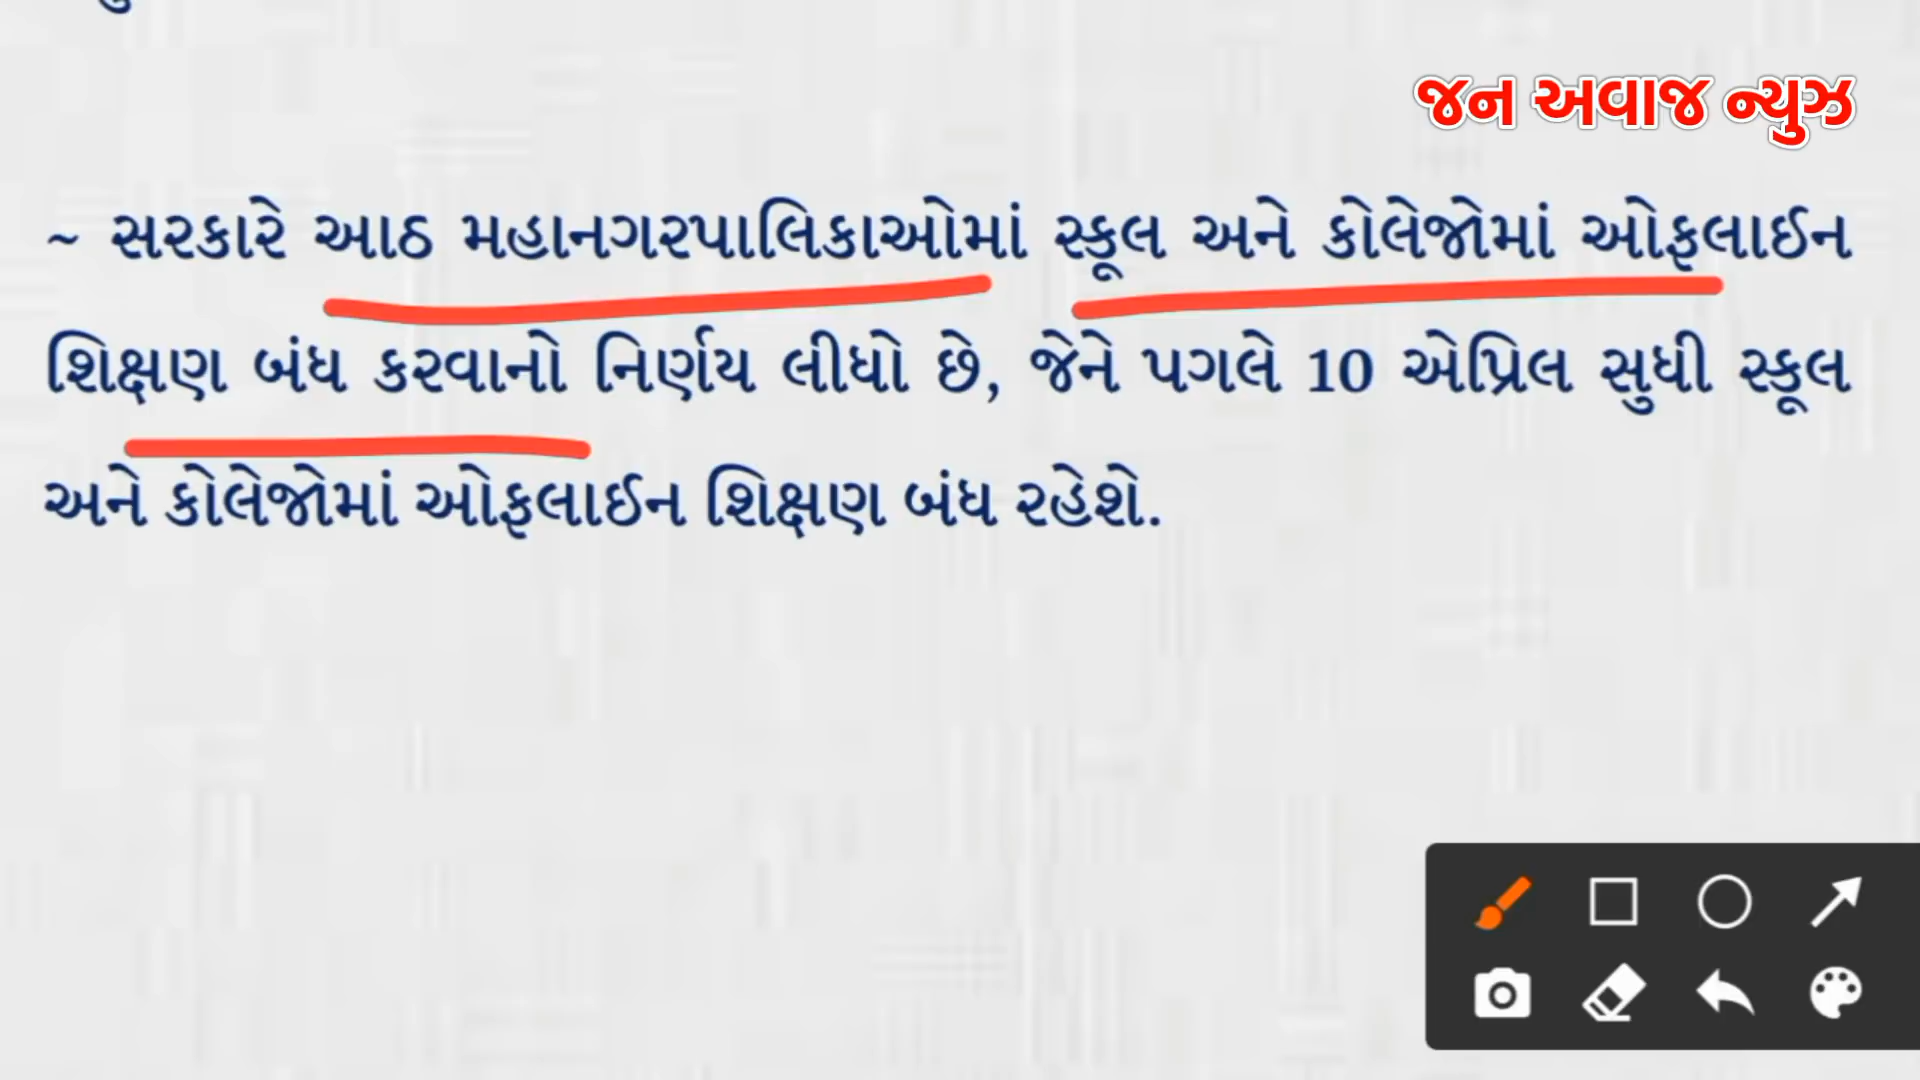 જન અવાજ ન્યુઝ
~ સરકારે આઠ મહાનગરપાલિકાઓમાં સ્કૂલ અને કોલેજોમાં ઓફલાઈન
શિક્ષણ બંધ કરવાનો નિર્ણય લીધો છે, જેને પગલે 10 એપ્રિલ સુધી સ્કૂલ
અને કોલેજોમાં ઓફલાઈન શિક્ષણ બંધ રહેશે.